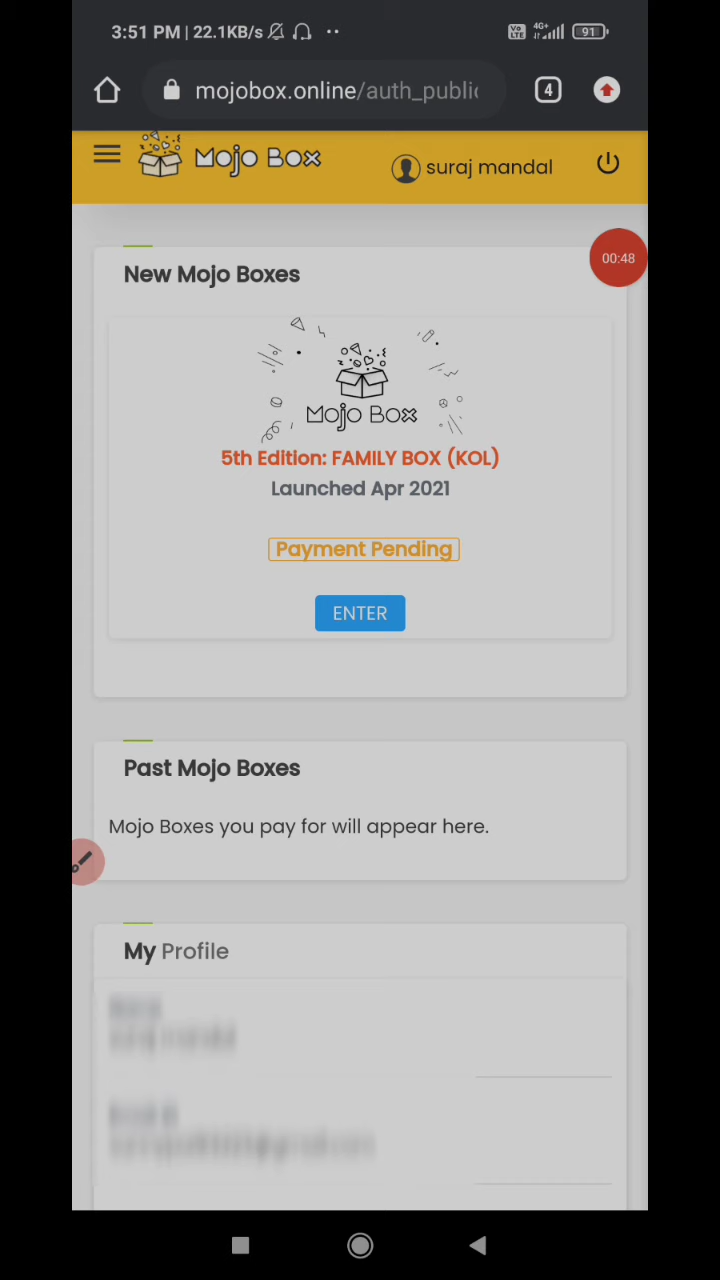 3:51 PM | 22.1KB/s
Vo LTE 4G+ 91
mojobox.online/auth_public
4
Mojo Box
suraj mandal
00:48
New Mojo Boxes
Mojo Box
5th Edition: FAMILY BOX (KOL)
Launched Apr 2021
Payment Pending
ENTER
Past Mojo Boxes
Mojo Boxes you pay for will appear here.
My Profile